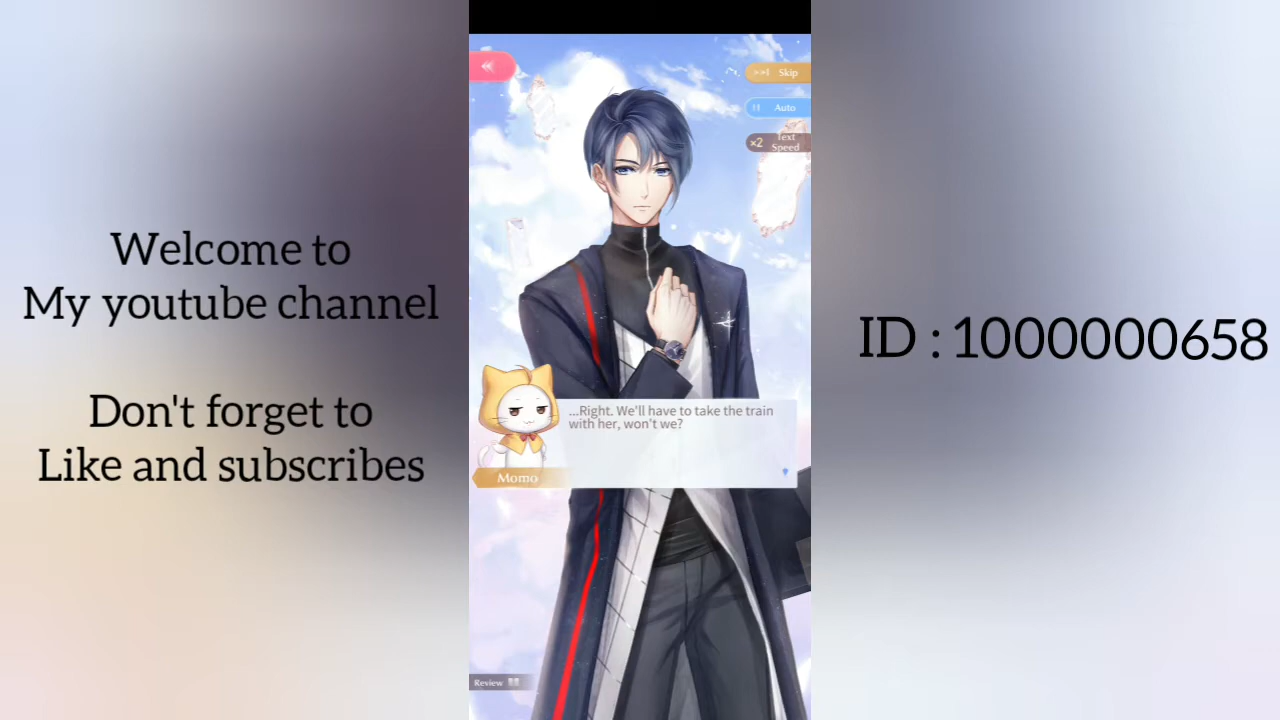 Welcome to
My youtube channel
Don't forget to
Like and subscribes
Skip
Auto
×2 Text
Speed
...Right. We'll have to take the train
with her, won't we?
Momo
Review
ID : 1000000658